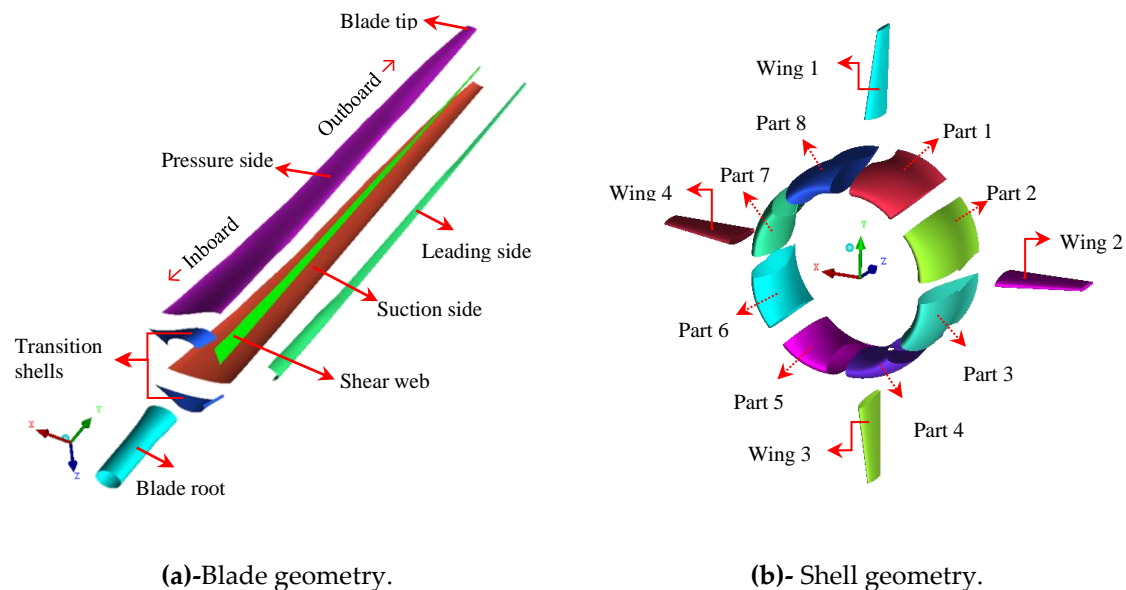 Blade tip
Outboard →
Pressure side
← Inboard
Leading side
Suction side
Transition
shells
Shear web
Blade root
X
Y
Z
Wing 1
Part 8
Part 1
Part 7
Part 2
Wing 4
Wing 2
Y
Z
X
Part 6
Part 3
Part 5
Part 4
Wing 3
(a)-Blade geometry.
(b)- Shell geometry.